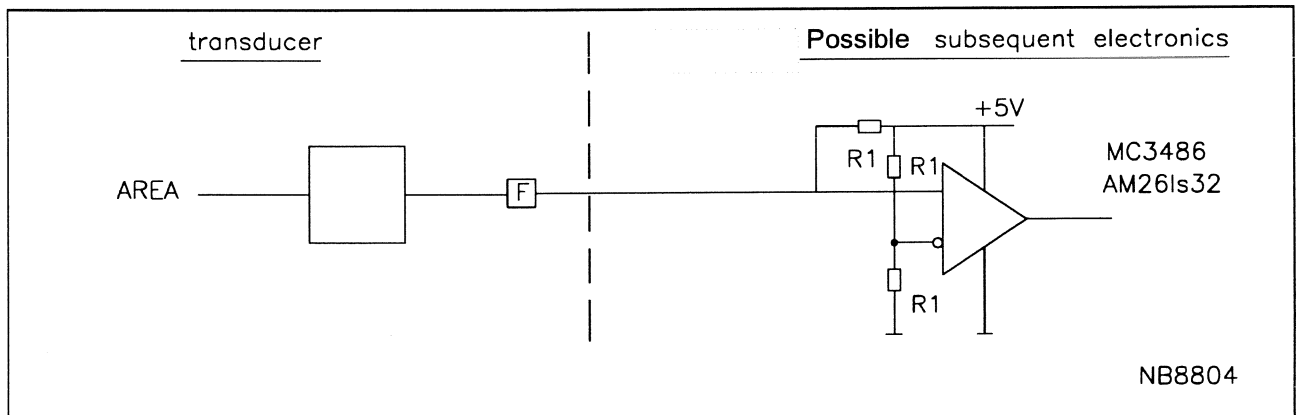 transducer
Possible subsequent electronics
+5V
R1
R1
MC3486
AREA
F
AM26ls32
R1
NB8804